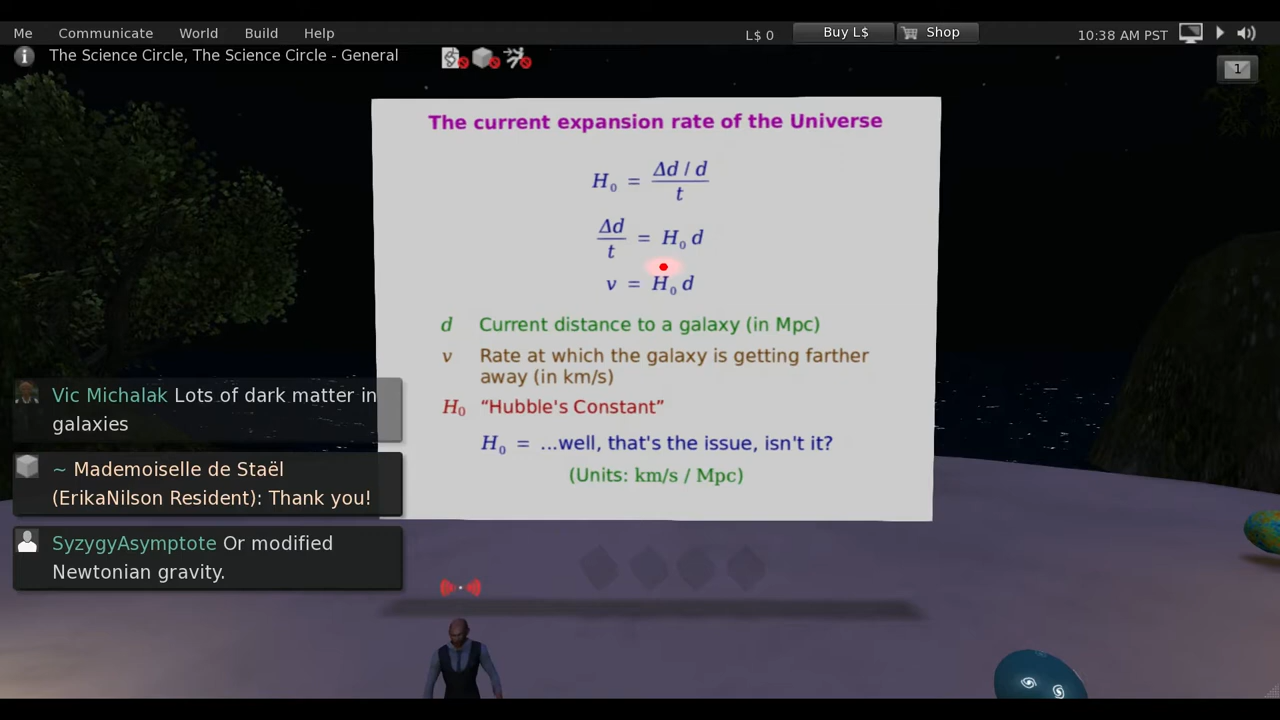 Me Communicate World Build Help L$ 0 Buy L$ Shop 10:38 AM PST
The Science Circle, The Science Circle - General
1
The current expansion rate of the Universe
H₀ = Δd / d
t
Δd
t = H₀ d
v = H₀ d
d Current distance to a galaxy (in Mpc)
v Rate at which the galaxy is getting farther
away (in km/s)
H₀ “Hubble's Constant”
H₀ = ...well, that's the issue, isn't it?
(Units: km/s / Mpc)
Vic Michalak Lots of dark matter in
galaxies
~ Mademoiselle de Staël
(ErikaNilson Resident): Thank you!
SyzygyAsymptote Or modified
Newtonian gravity.